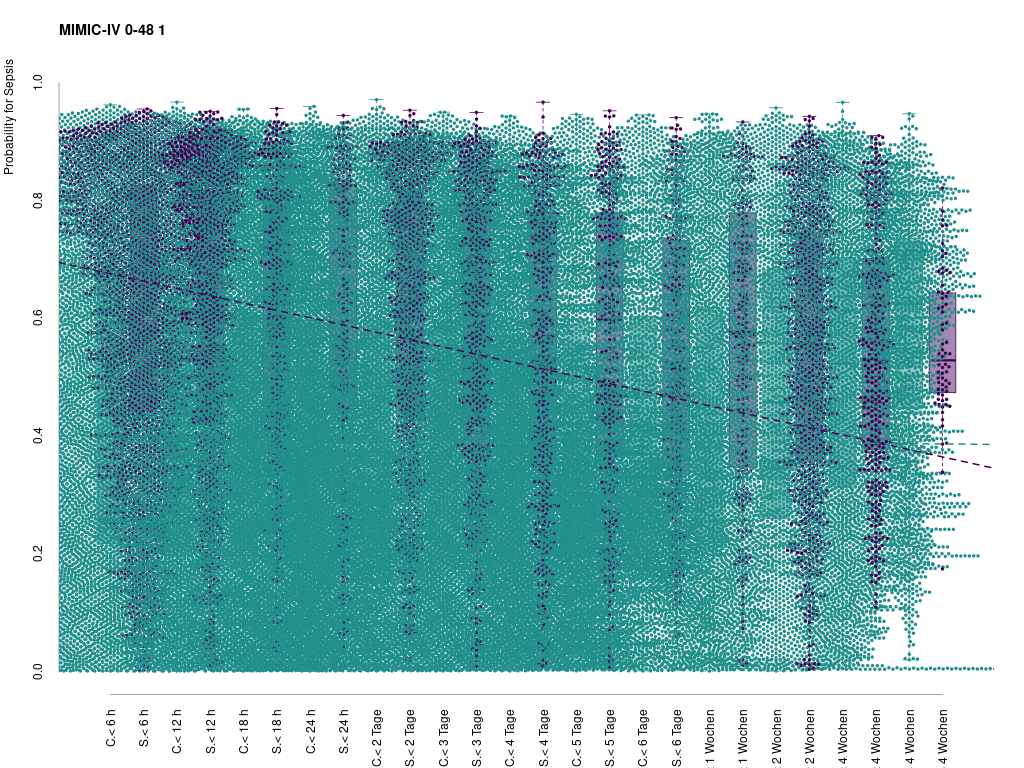 MIMIC-IV 0-48 1
Probability for Sepsis
1.0
0.8
0.6
0.4
0.2
0.0
C.< 6 h
S.< 6 h
C.< 12 h
S.< 12 h
C.< 18 h
S.< 18 h
C.< 24 h
S.< 24 h
C.< 2 Tage
S.< 2 Tage
C.< 3 Tage
S.< 3 Tage
C.< 4 Tage
S.< 4 Tage
C.< 5 Tage
S.< 5 Tage
C.< 6 Tage
S.< 6 Tage
1 Wochen
1 Wochen
2 Wochen
2 Wochen
4 Wochen
4 Wochen
4 Wochen
4 Wochen